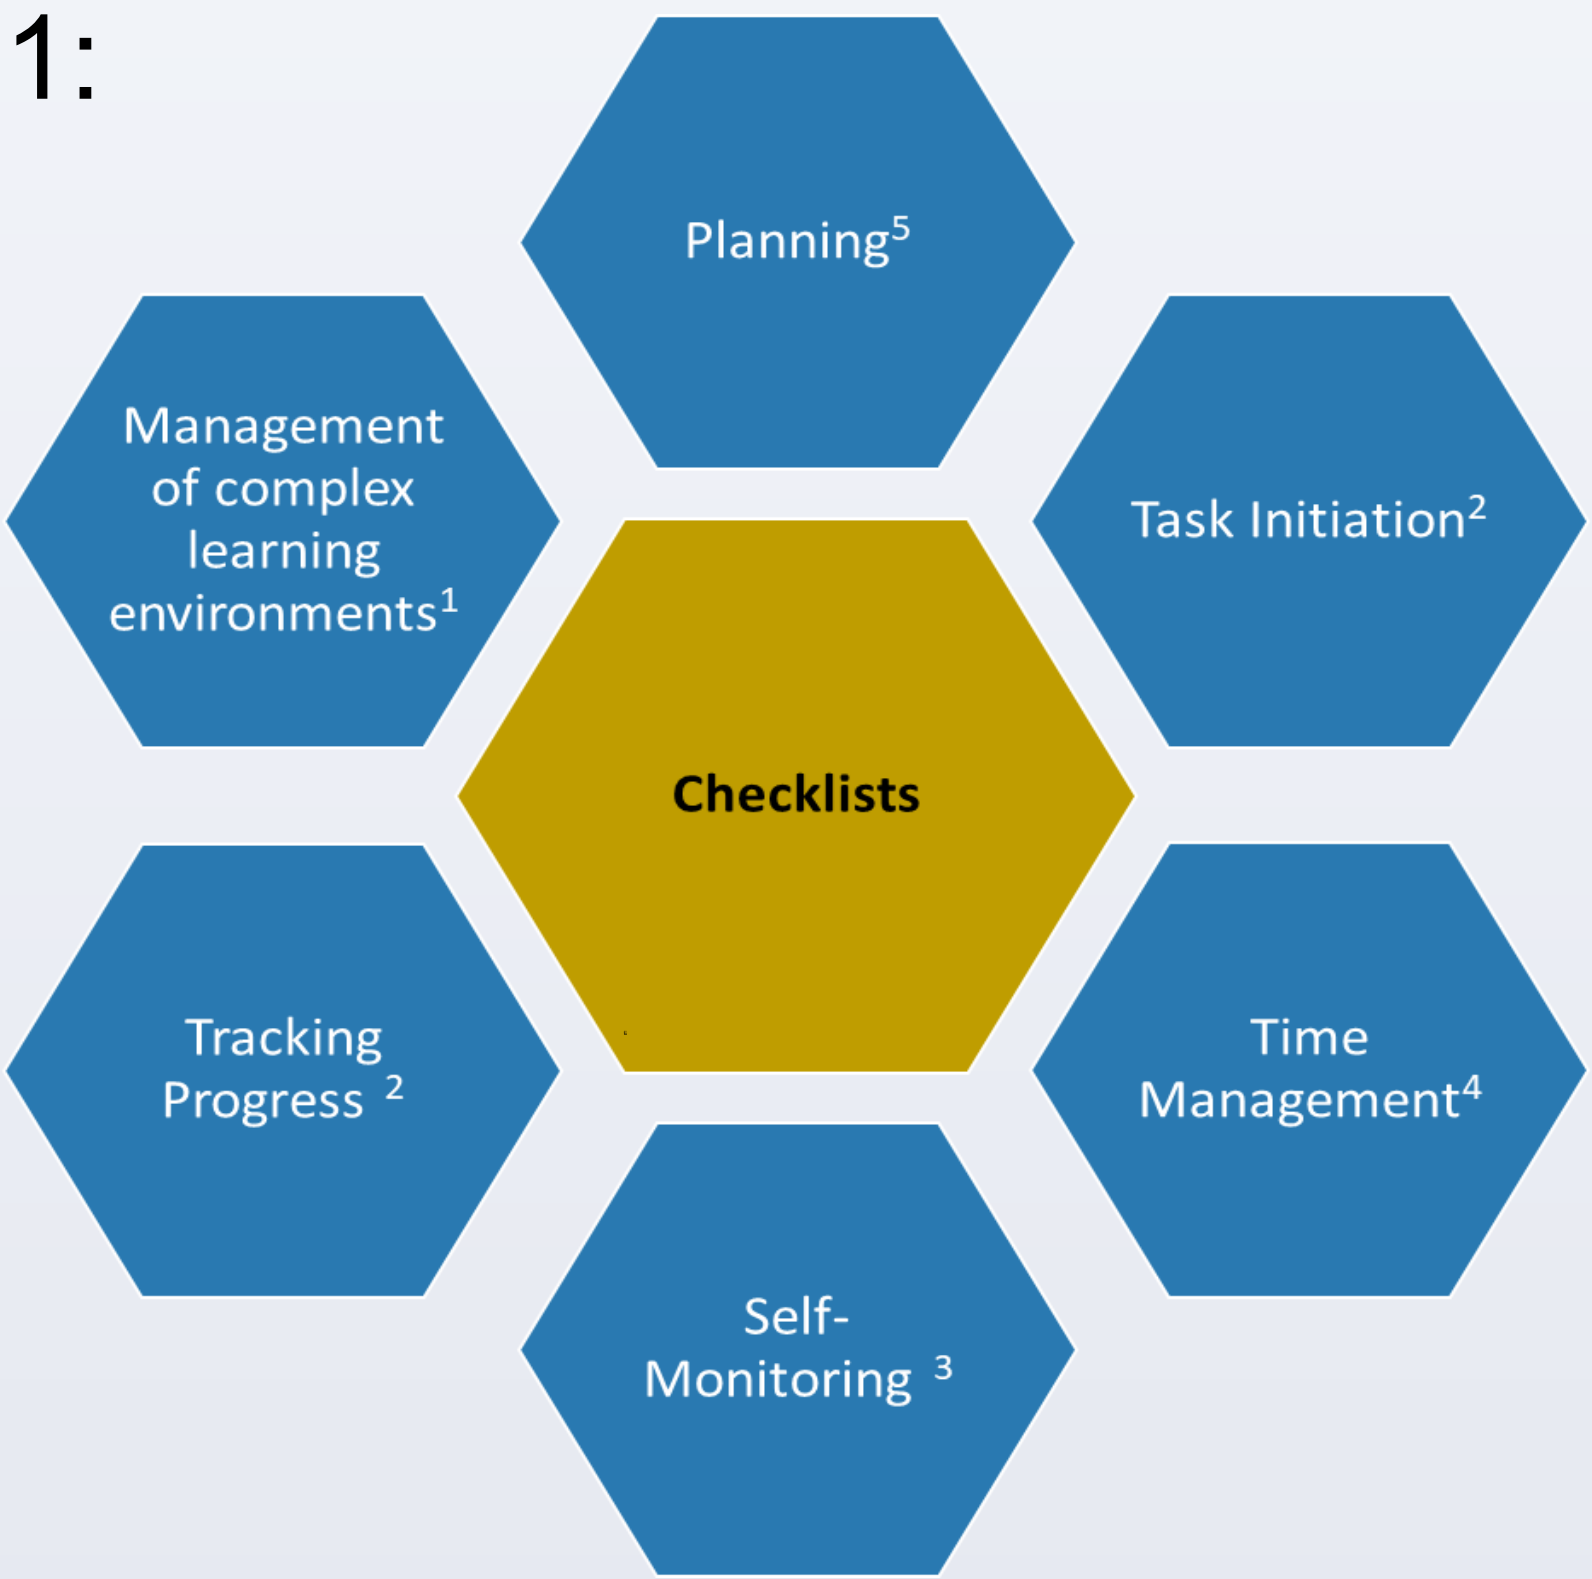 1:
Planning⁵
Management
of complex
learning
environments¹
Task Initiation²
Checklists
Tracking
Progress ²
Time
Management⁴
Self-
Monitoring ³